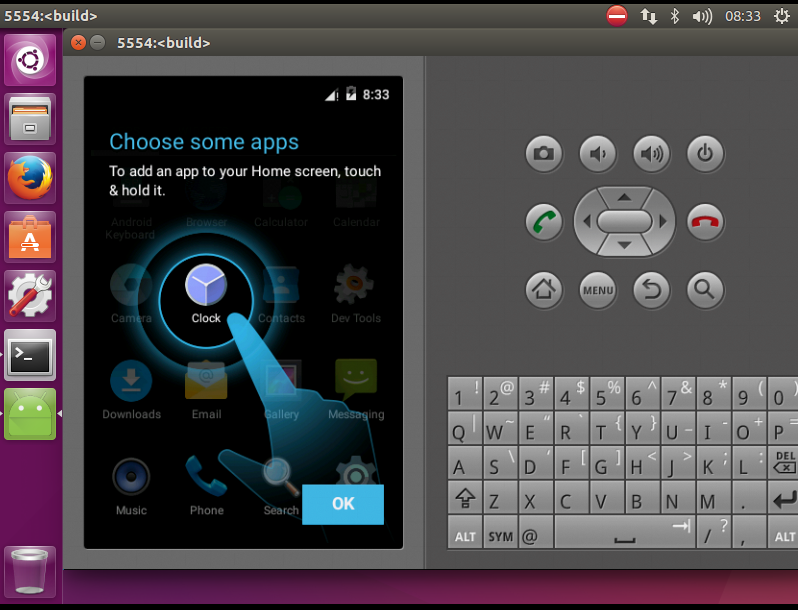 5554:<build>
08:33
5554:<build>
8:33
Choose some apps
To add an app to your Home screen, touch
& hold it.
Android Keyboard
Browser
Calculator
Calendar
Camera
Clock
Contacts
Dev Tools
Downloads
Email
Gallery
Messaging
Music
Phone
Search
OK
MENU
1 ! 2 @ 3 # 4 $ 5 % 6 ^ 7 & 8 * 9 ( 0 )
Q | W ~ E “ R ` T { Y } U _ I - O + P =
A S \ D ‘ F [ G ] H < J > K ; L : DEL
Z X C V B N M .
ALT SYM @ / ? , ALT